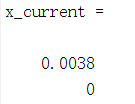 x_current =
0.0038
0